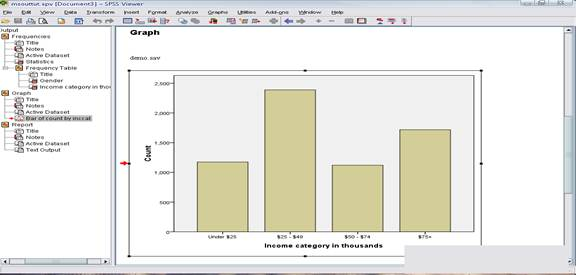 msouttut.spv [Document3] - SPSS Viewer
File Edit View Data Transform Insert Format Analyze Graphs Utilities Add-ons Window Help
Output
Frequencies
Title
Notes
Active Dataset
Statistics
Frequency Table
Title
Gender
Income category in thou
Graph
Title
Notes
Active Dataset
Bar of count by inccat
Report
Title
Notes
Active Dataset
Text Output
Graph
demo.sav
2,500
2,000
1,500
1,000
500
0
Count
Under $25
$25 - $49
$50 - $74
$75+
Income category in thousands